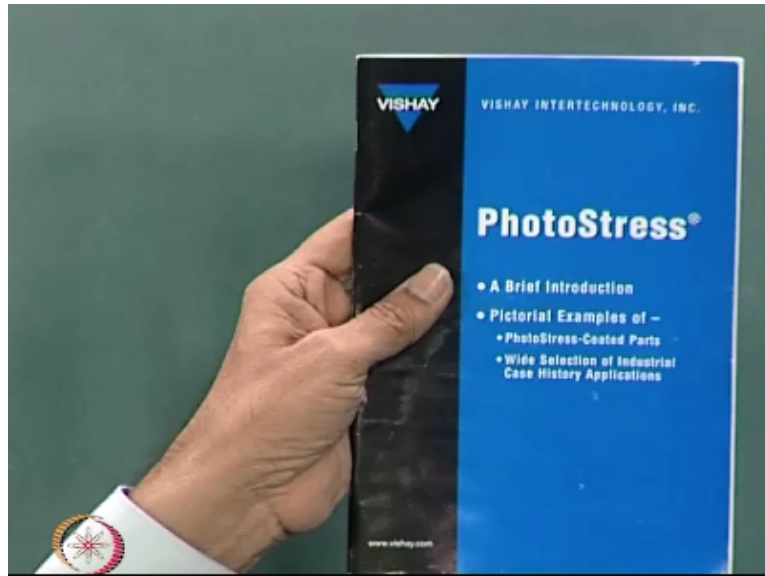 VISHAY
VISHAY INTERTECHNOLOGY, INC.
PhotoStress®
• A Brief Introduction
• Pictorial Examples of –
• PhotoStress-Coated Parts
• Wide Selection of Industrial
Case History Applications
www.vishay.com